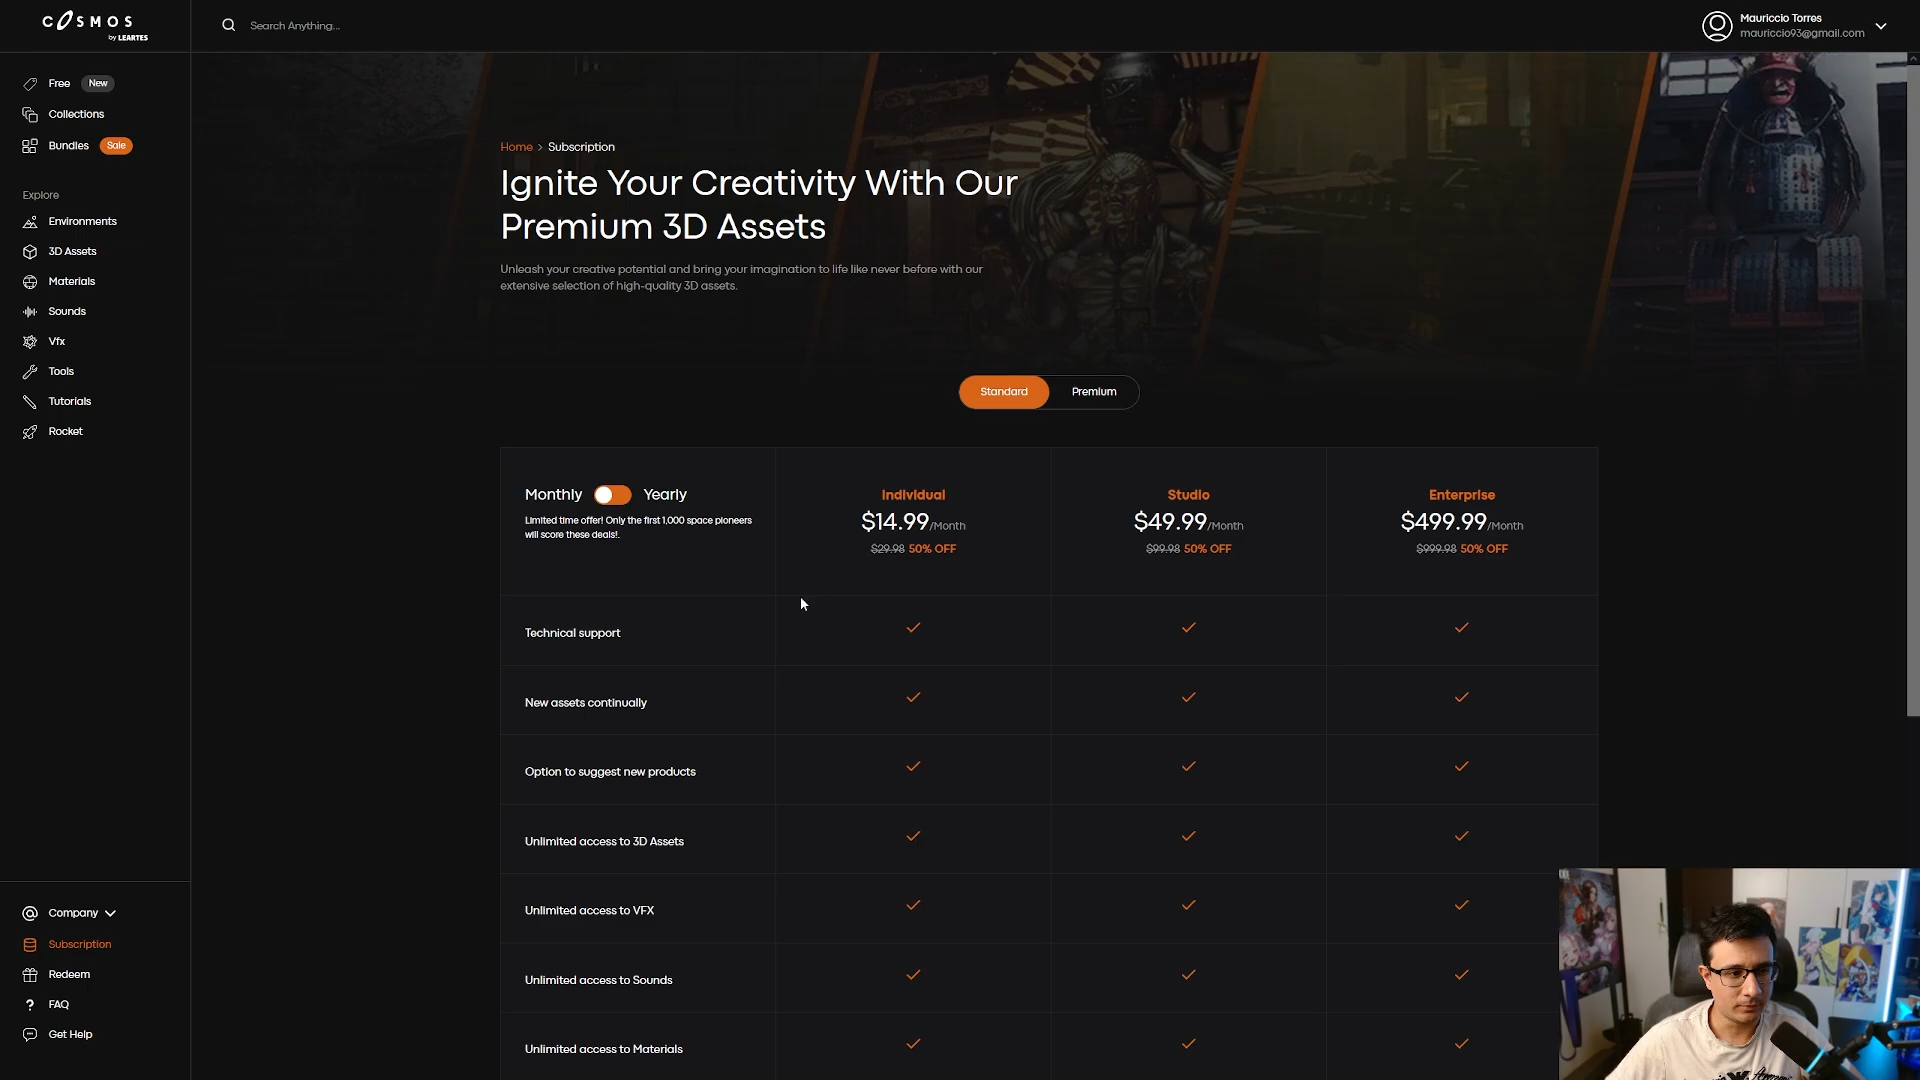 COSMOS
by LEARTES
Search Anything...
Mauriccio Torres
mauriccio93@gmail.com
Free New
Collections
Bundles Sale
Explore
Environments
3D Assets
Materials
Sounds
Vfx
Tools
Tutorials
Rocket
Company
Subscription
Redeem
FAQ
Get Help
Home > Subscription
Ignite Your Creativity With Our
Premium 3D Assets
Unleash your creative potential and bring your imagination to life like never before with our
extensive selection of high-quality 3D assets.
Standard Premium
Monthly Yearly
Limited time offer! Only the first 1,000 space pioneers
will score these deals!.
Individual
$14.99/Month
$29.98 50% OFF
Studio
$49.99/Month
$99.98 50% OFF
Enterprise
$499.99/Month
$999.98 50% OFF
Technical support
New assets continually
Option to suggest new products
Unlimited access to 3D Assets
Unlimited access to VFX
Unlimited access to Sounds
Unlimited access to Materials